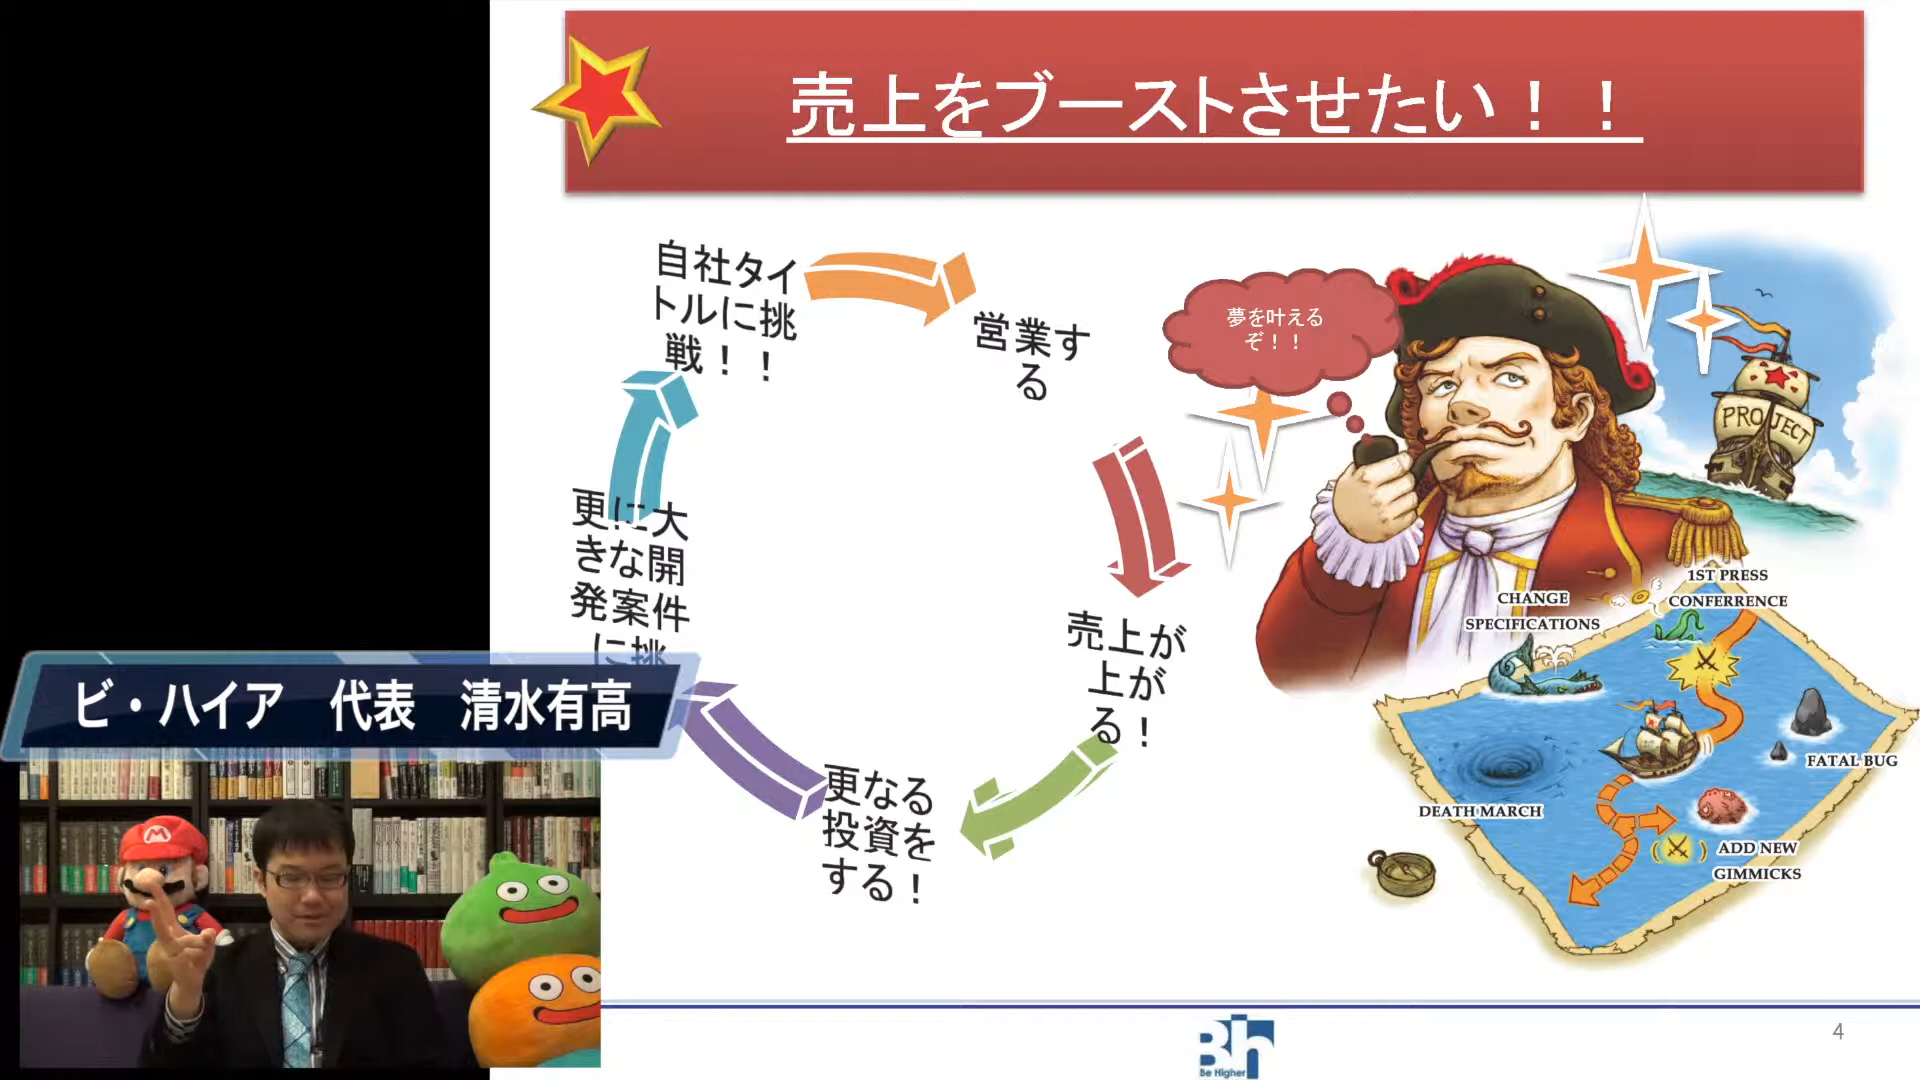 売上をブーストさせたい！！
自社タイ
トルに挑
戦！！
営業す
る
夢を叶える
ぞ！！
PROJECT
売上が
上が
る！
更なる
投資を
する！
更に大
きな開
発案件
に挑
1ST PRESS
CONFERRENCE
CHANGE
SPECIFICATIONS
FATAL BUG
DEATH MARCH
ADD NEW
GIMMICKS
ビ・ハイア　代表　清水有高
M
Bh
Be Higher
4